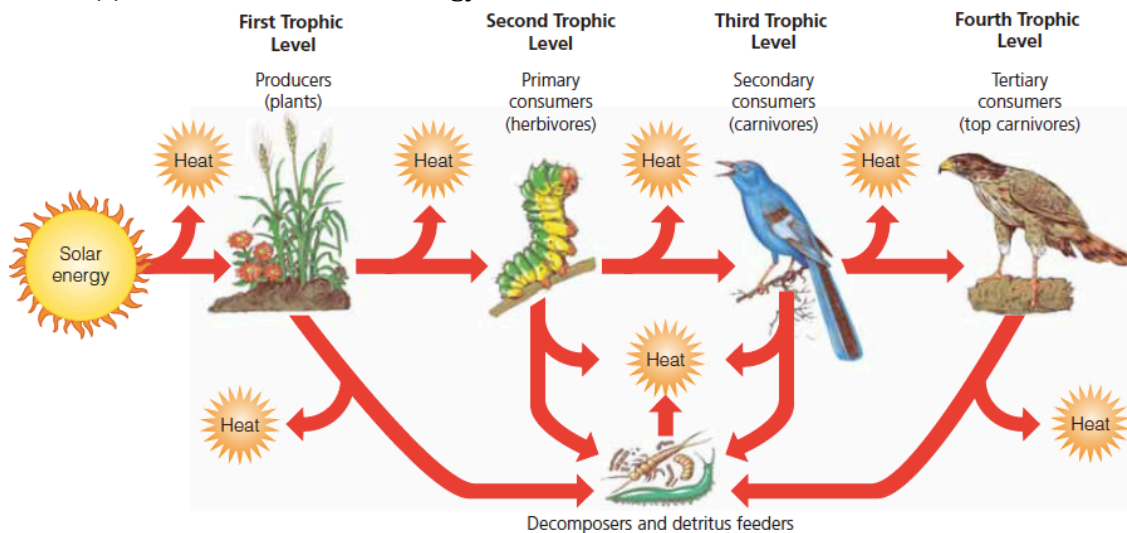 First Trophic
Level
Second Trophic
Level
Third Trophic
Level
Fourth Trophic
Level
Producers
(plants)
Primary
consumers
(herbivores)
Secondary
consumers
(carnivores)
Tertiary
consumers
(top carnivores)
Heat
Heat
Heat
Heat
Solar
energy
Heat
Heat
Heat
Decomposers and detritus feeders